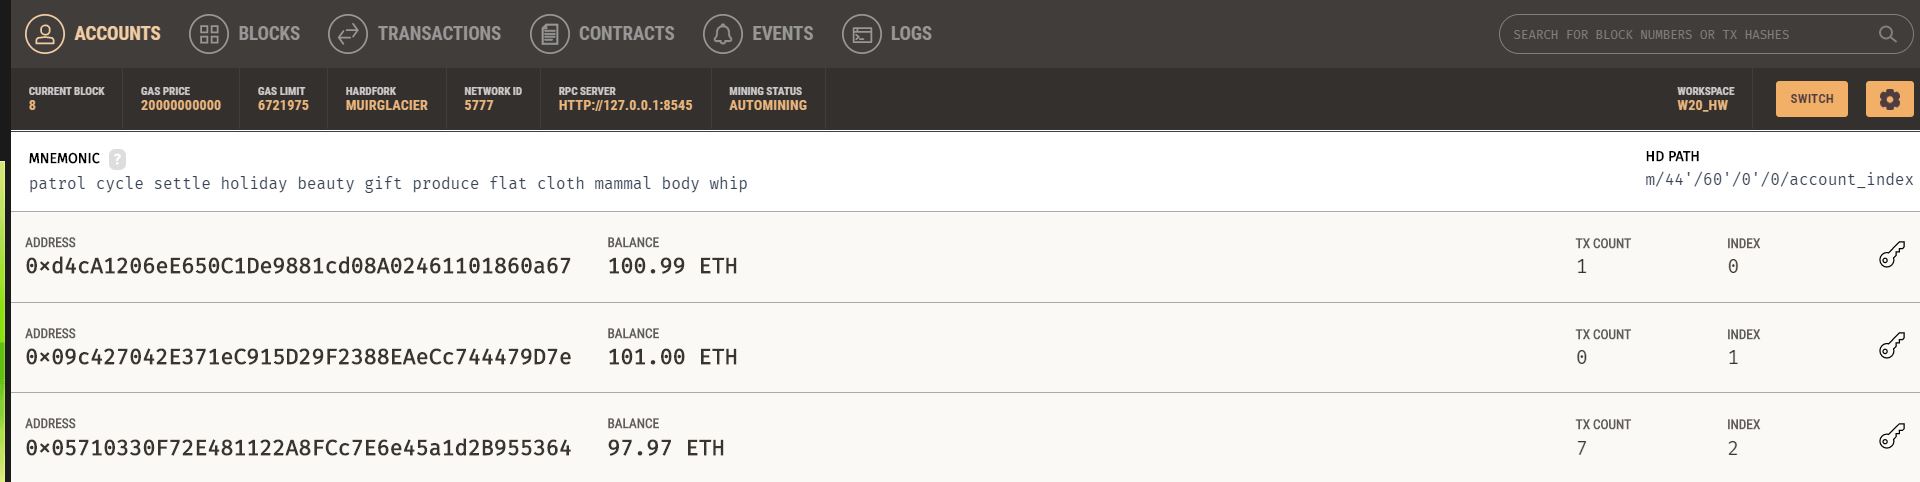 ACCOUNTS BLOCKS TRANSACTIONS CONTRACTS EVENTS LOGS SEARCH FOR BLOCK NUMBERS OR TX HASHES
CURRENT BLOCK GAS PRICE GAS LIMIT HARDFORK NETWORK ID RPC SERVER MINING STATUS WORKSPACE
8 20000000000 6721975 MUIRGLACIER 5777 HTTP://127.0.0.1:8545 AUTOMINING W20_HW SWITCH
MNEMONIC ? HD PATH
patrol cycle settle holiday beauty gift produce flat cloth mammal body whip m/44'/60'/0'/0/account_index
ADDRESS BALANCE TX COUNT INDEX
0×d4cA1206eE650C1De9881cd08A02461101860a67 100.99 ETH 1 0
ADDRESS BALANCE TX COUNT INDEX
0×09c427042E371eC915D29F2388EAeCc744479D7e 101.00 ETH 0 1
ADDRESS BALANCE TX COUNT INDEX
0×05710330F72E481122A8FCc7E6e45a1d2B955364 97.97 ETH 7 2